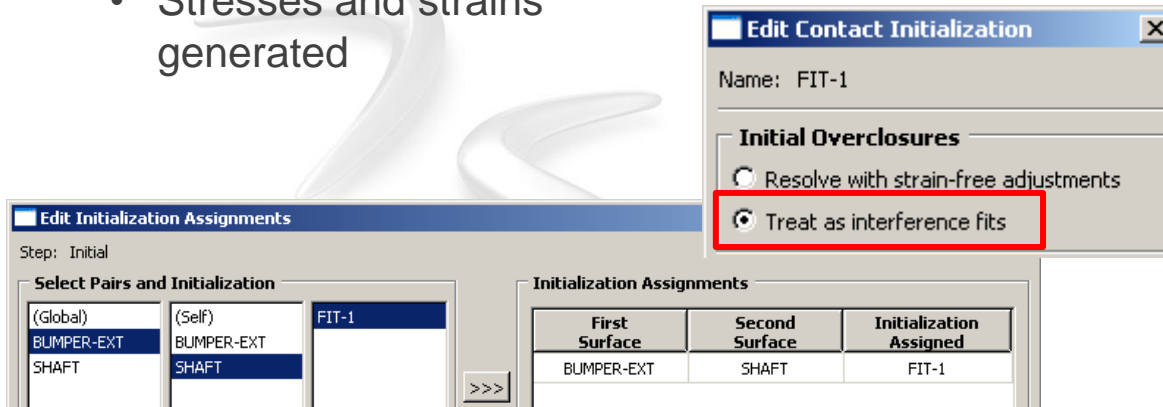 • Stresses and strains
generated
Edit Contact Initialization
Name: FIT-1
Initial Overclosures
Resolve with strain-free adjustments
Treat as interference fits
Edit Initialization Assignments
Step: Initial
Select Pairs and Initialization
(Global)
BUMPER-EXT
SHAFT
(Self)
BUMPER-EXT
SHAFT
FIT-1
>>>
Initialization Assignments
First Surface
Second Surface
Initialization Assigned
BUMPER-EXT SHAFT FIT-1